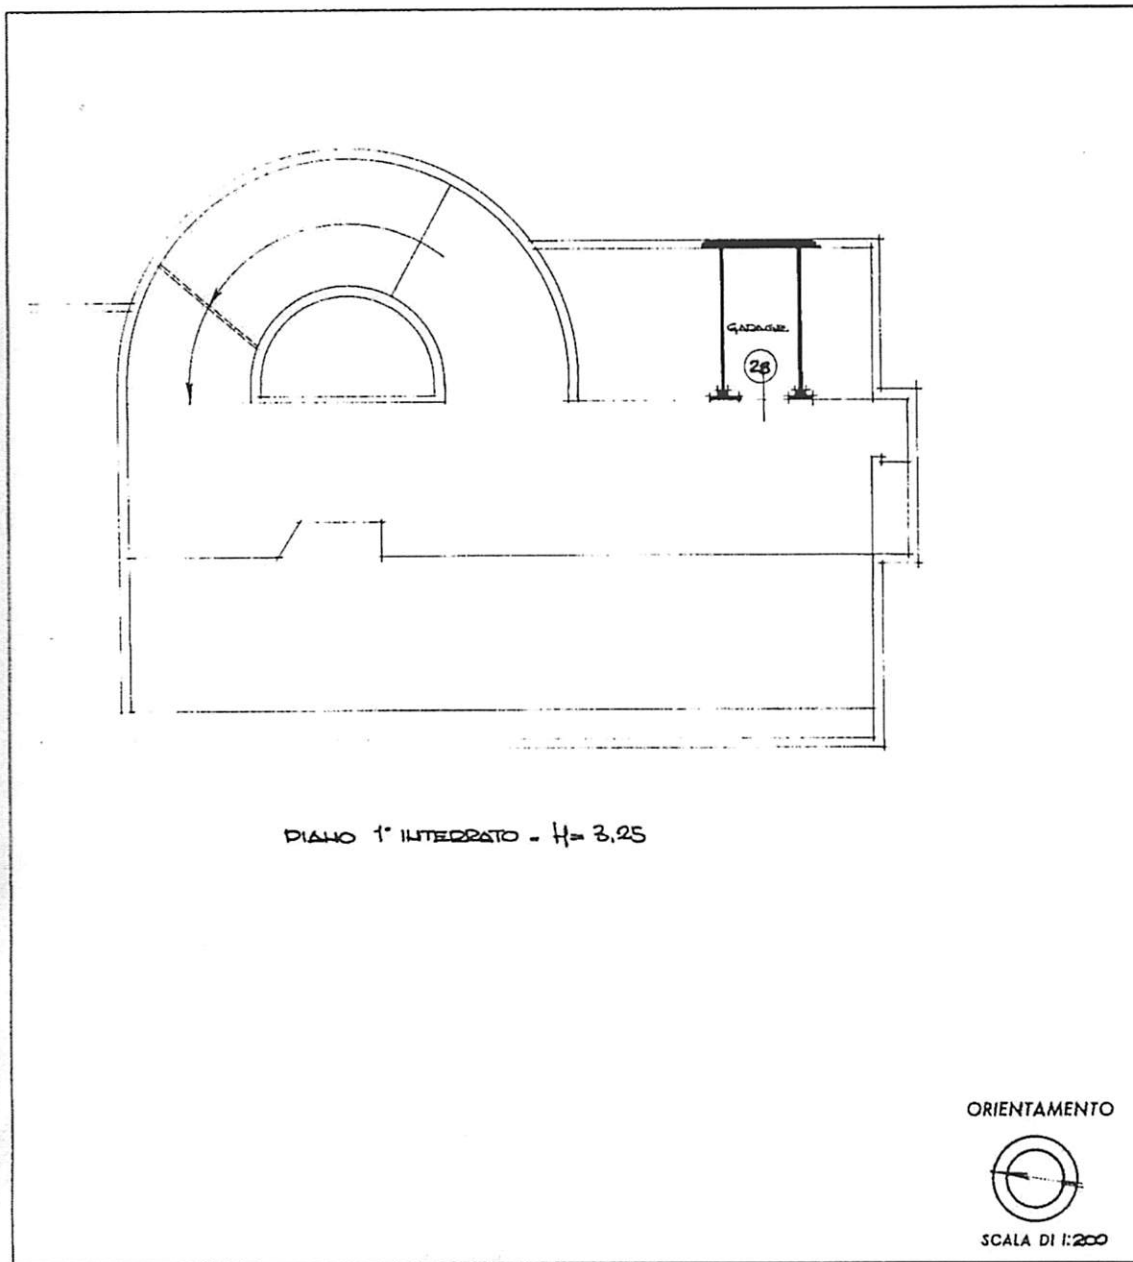 GARAGE
28
PIANO 1° INTERRATO - H= 3,25
ORIENTAMENTO
SCALA DI 1:200